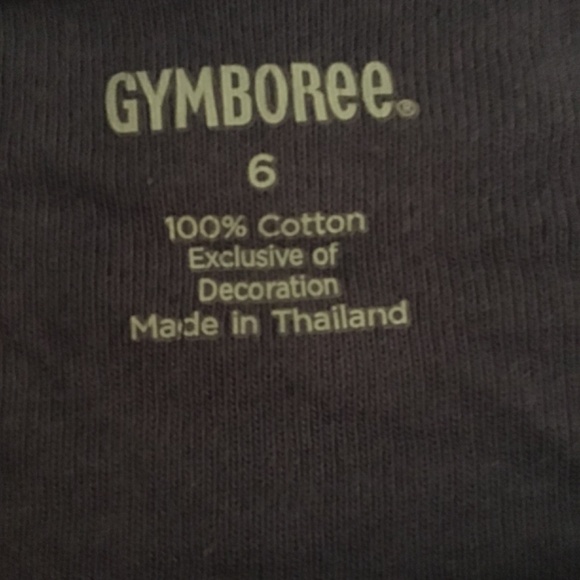 GYMBOREE®
6
100% Cotton
Exclusive of
Decoration
Made in Thailand